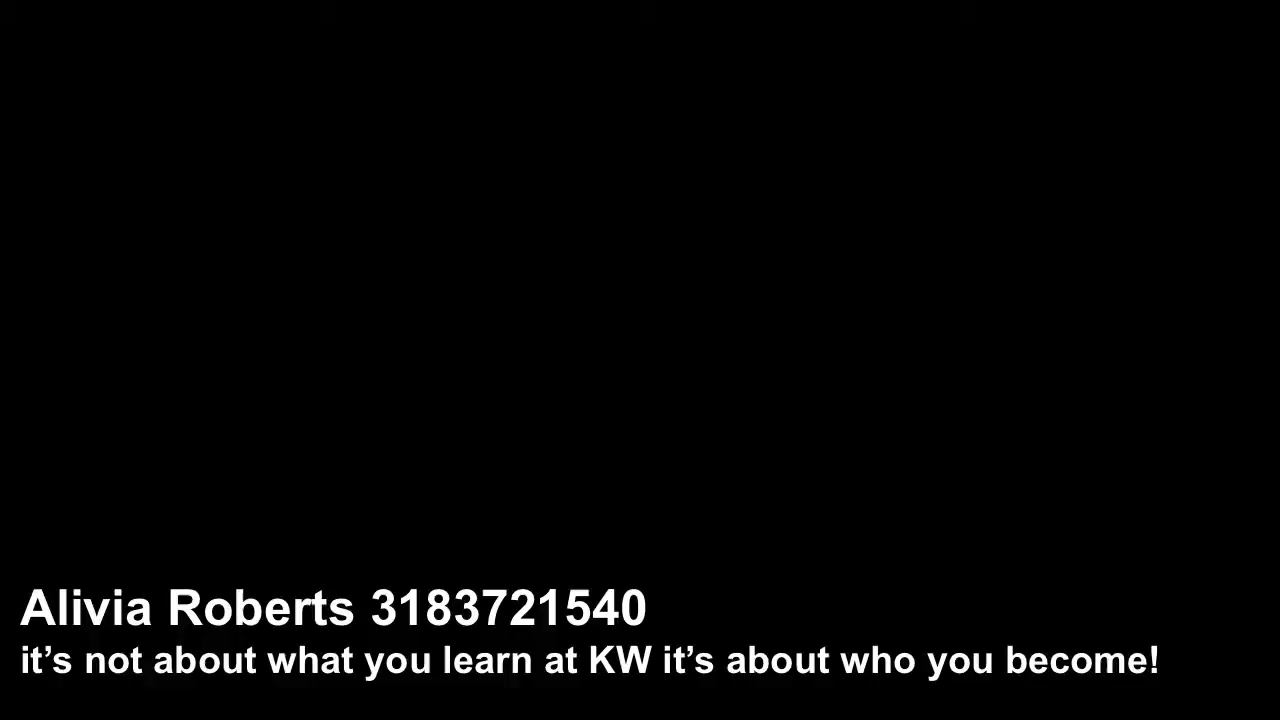 Alivia Roberts 3183721540
it’s not about what you learn at KW it’s about who you become!